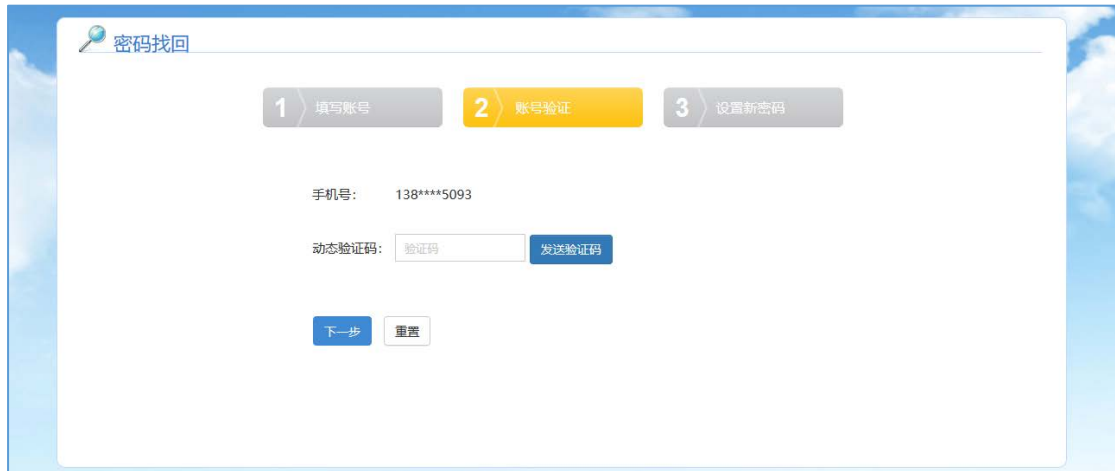 密码找回
1 填写账号 2 账号验证 3 设置新密码
手机号： 138****5093
动态验证码： 验证码 发送验证码
下一步 重置